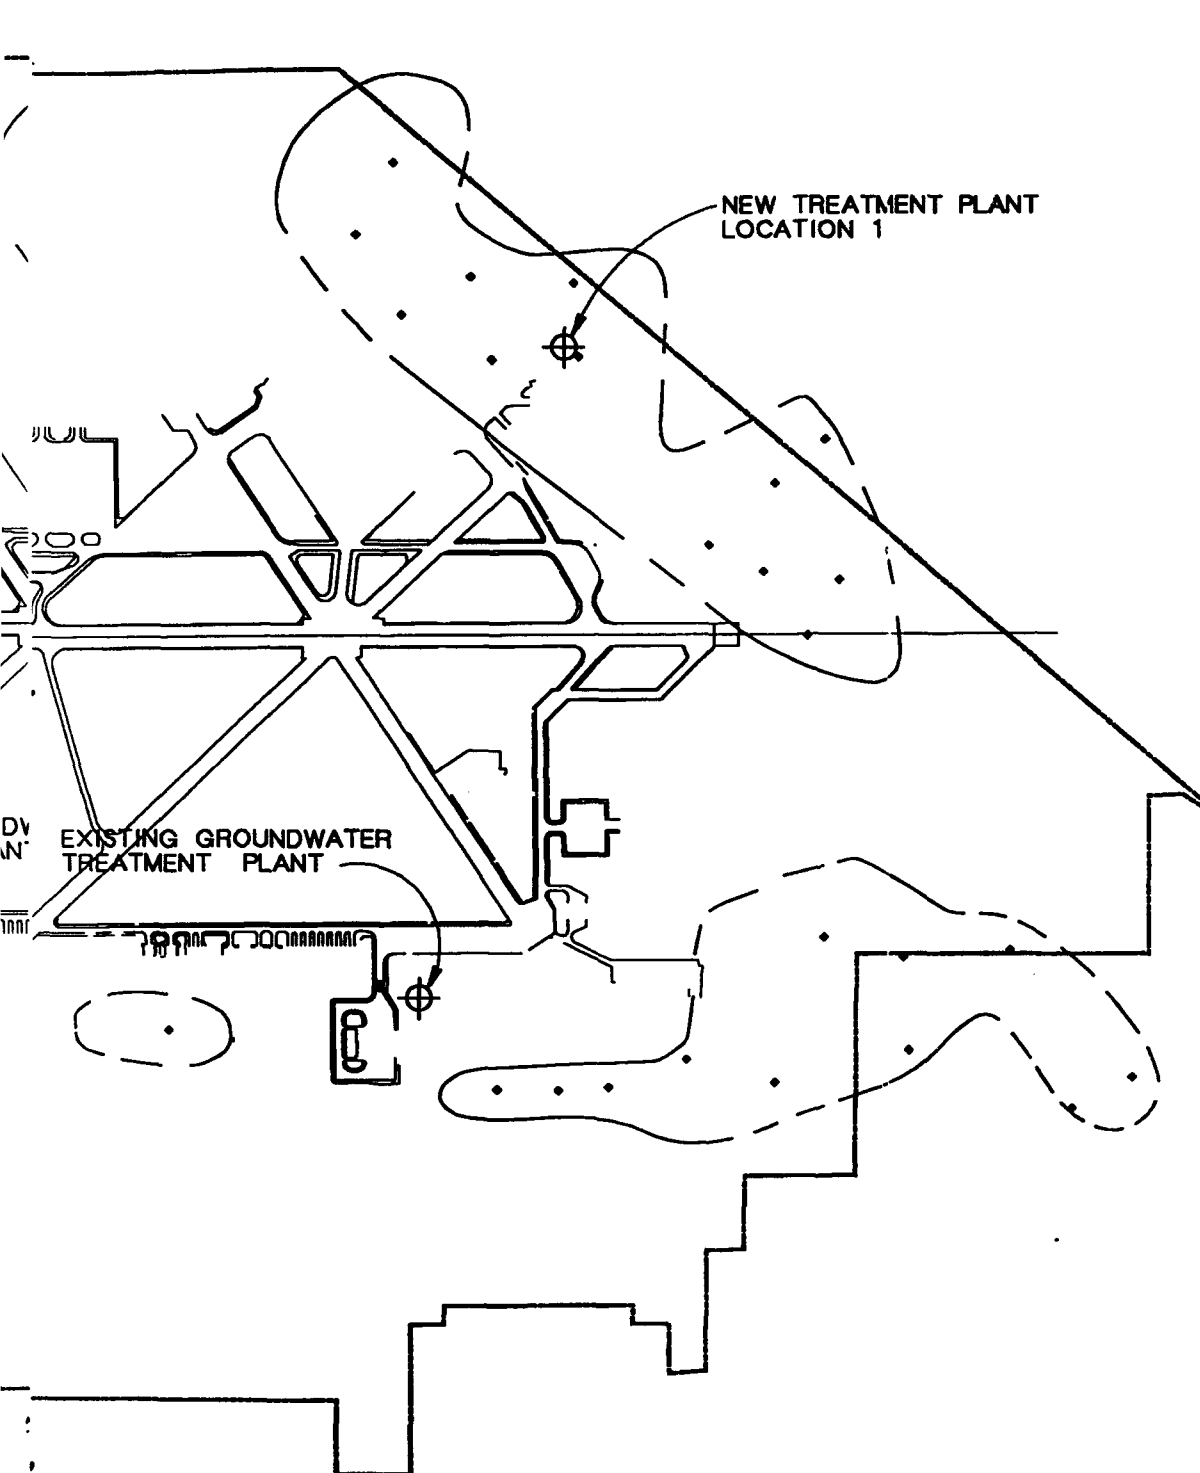 NEW TREATMENT PLANT
LOCATION 1
EXISTING GROUNDWATER
TREATMENT PLANT